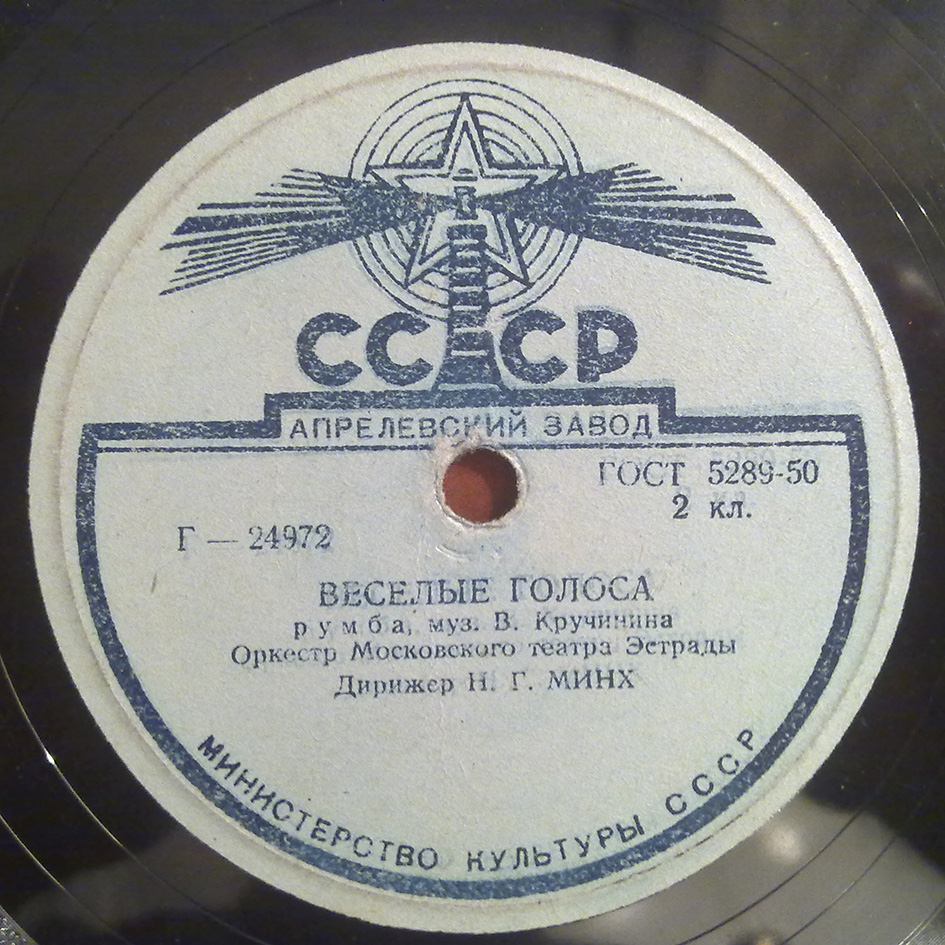 СССР
АПРЕЛЕВСКИЙ ЗАВОД
ГОСТ 5289-50
2 кл.
Г — 24972
ВЕСЕЛЫЕ ГОЛОСА
румба, муз. В. Кручинина
Оркестр Московского театра Эстрады
Дирижер Н. Г. МИНХ
МИНИСТЕРСТВО КУЛЬТУРЫ СССР